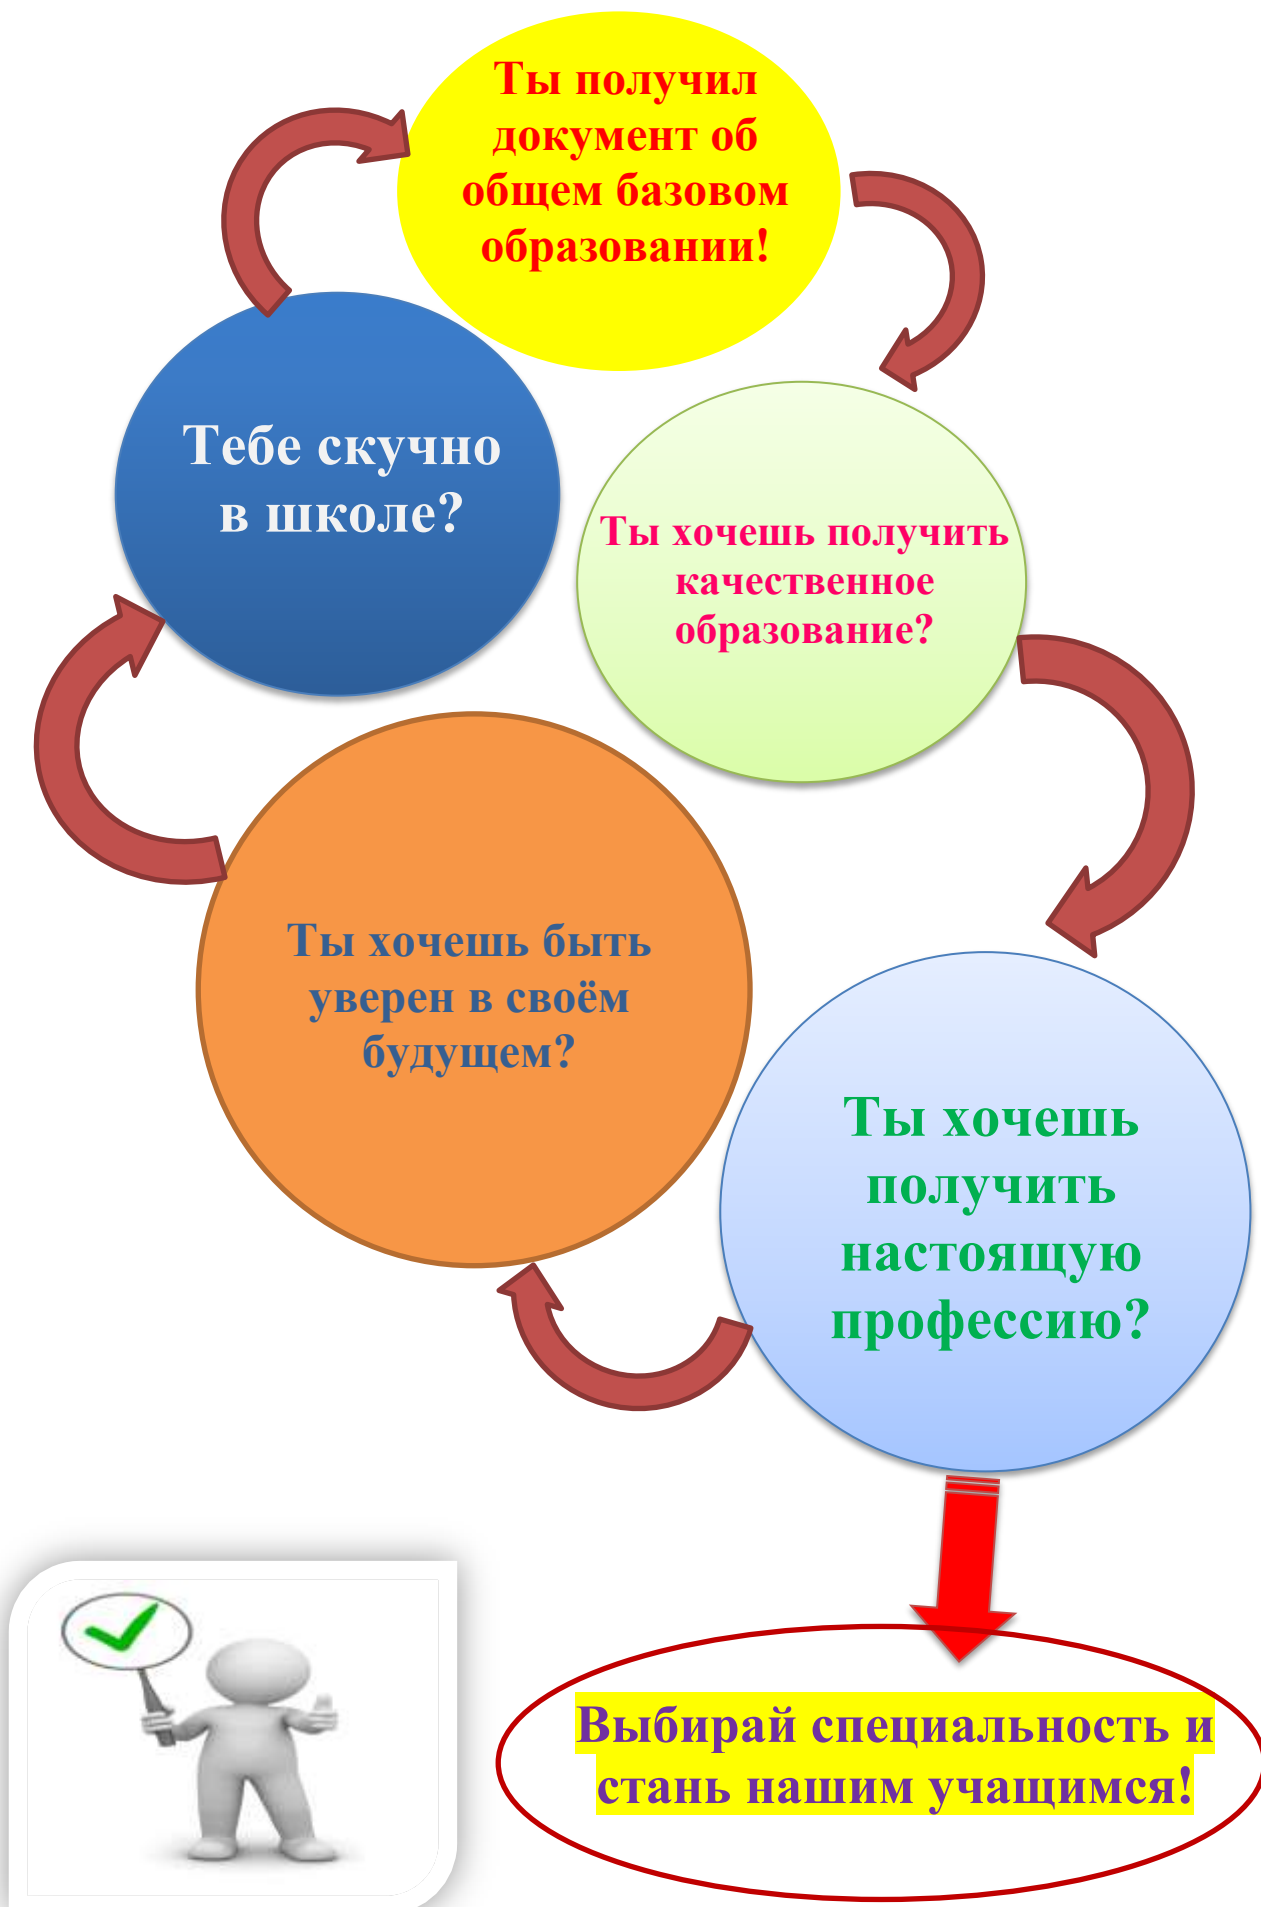 Ты получил
документ об
общем базовом
образовании!
Тебе скучно
в школе?
Ты хочешь получить
качественное
образование?
Ты хочешь быть
уверен в своём
будущем?
Ты хочешь
получить
настоящую
профессию?
Выбирай специальность и
стань нашим учащимся!